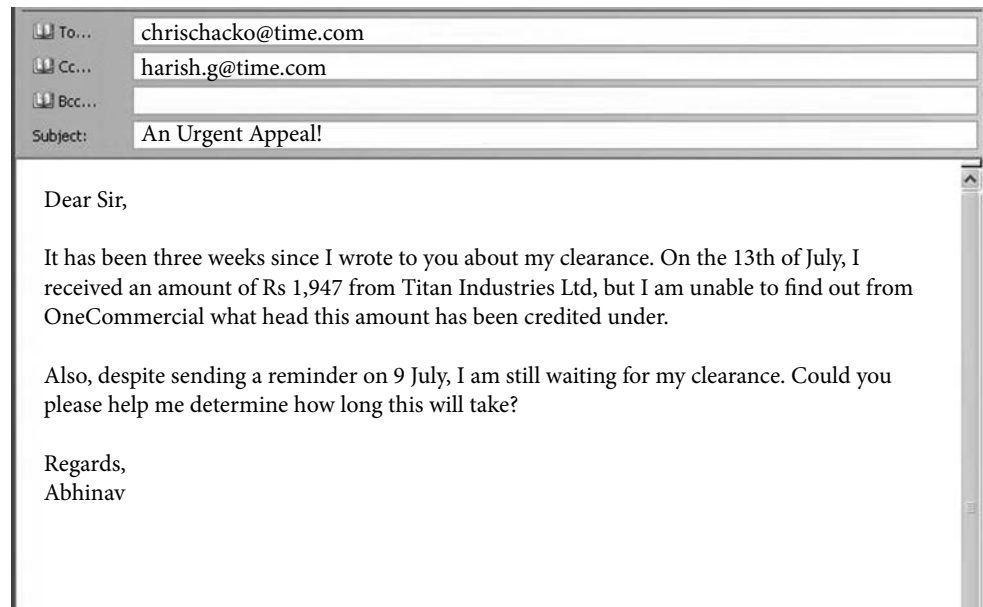 To...
chrischacko@time.com
Cc...
harish.g@time.com
Bcc...
Subject:
An Urgent Appeal!
Dear Sir,
It has been three weeks since I wrote to you about my clearance. On the 13th of July, I
received an amount of Rs 1,947 from Titan Industries Ltd, but I am unable to find out from
OneCommercial what head this amount has been credited under.
Also, despite sending a reminder on 9 July, I am still waiting for my clearance. Could you
please help me determine how long this will take?
Regards,
Abhinav